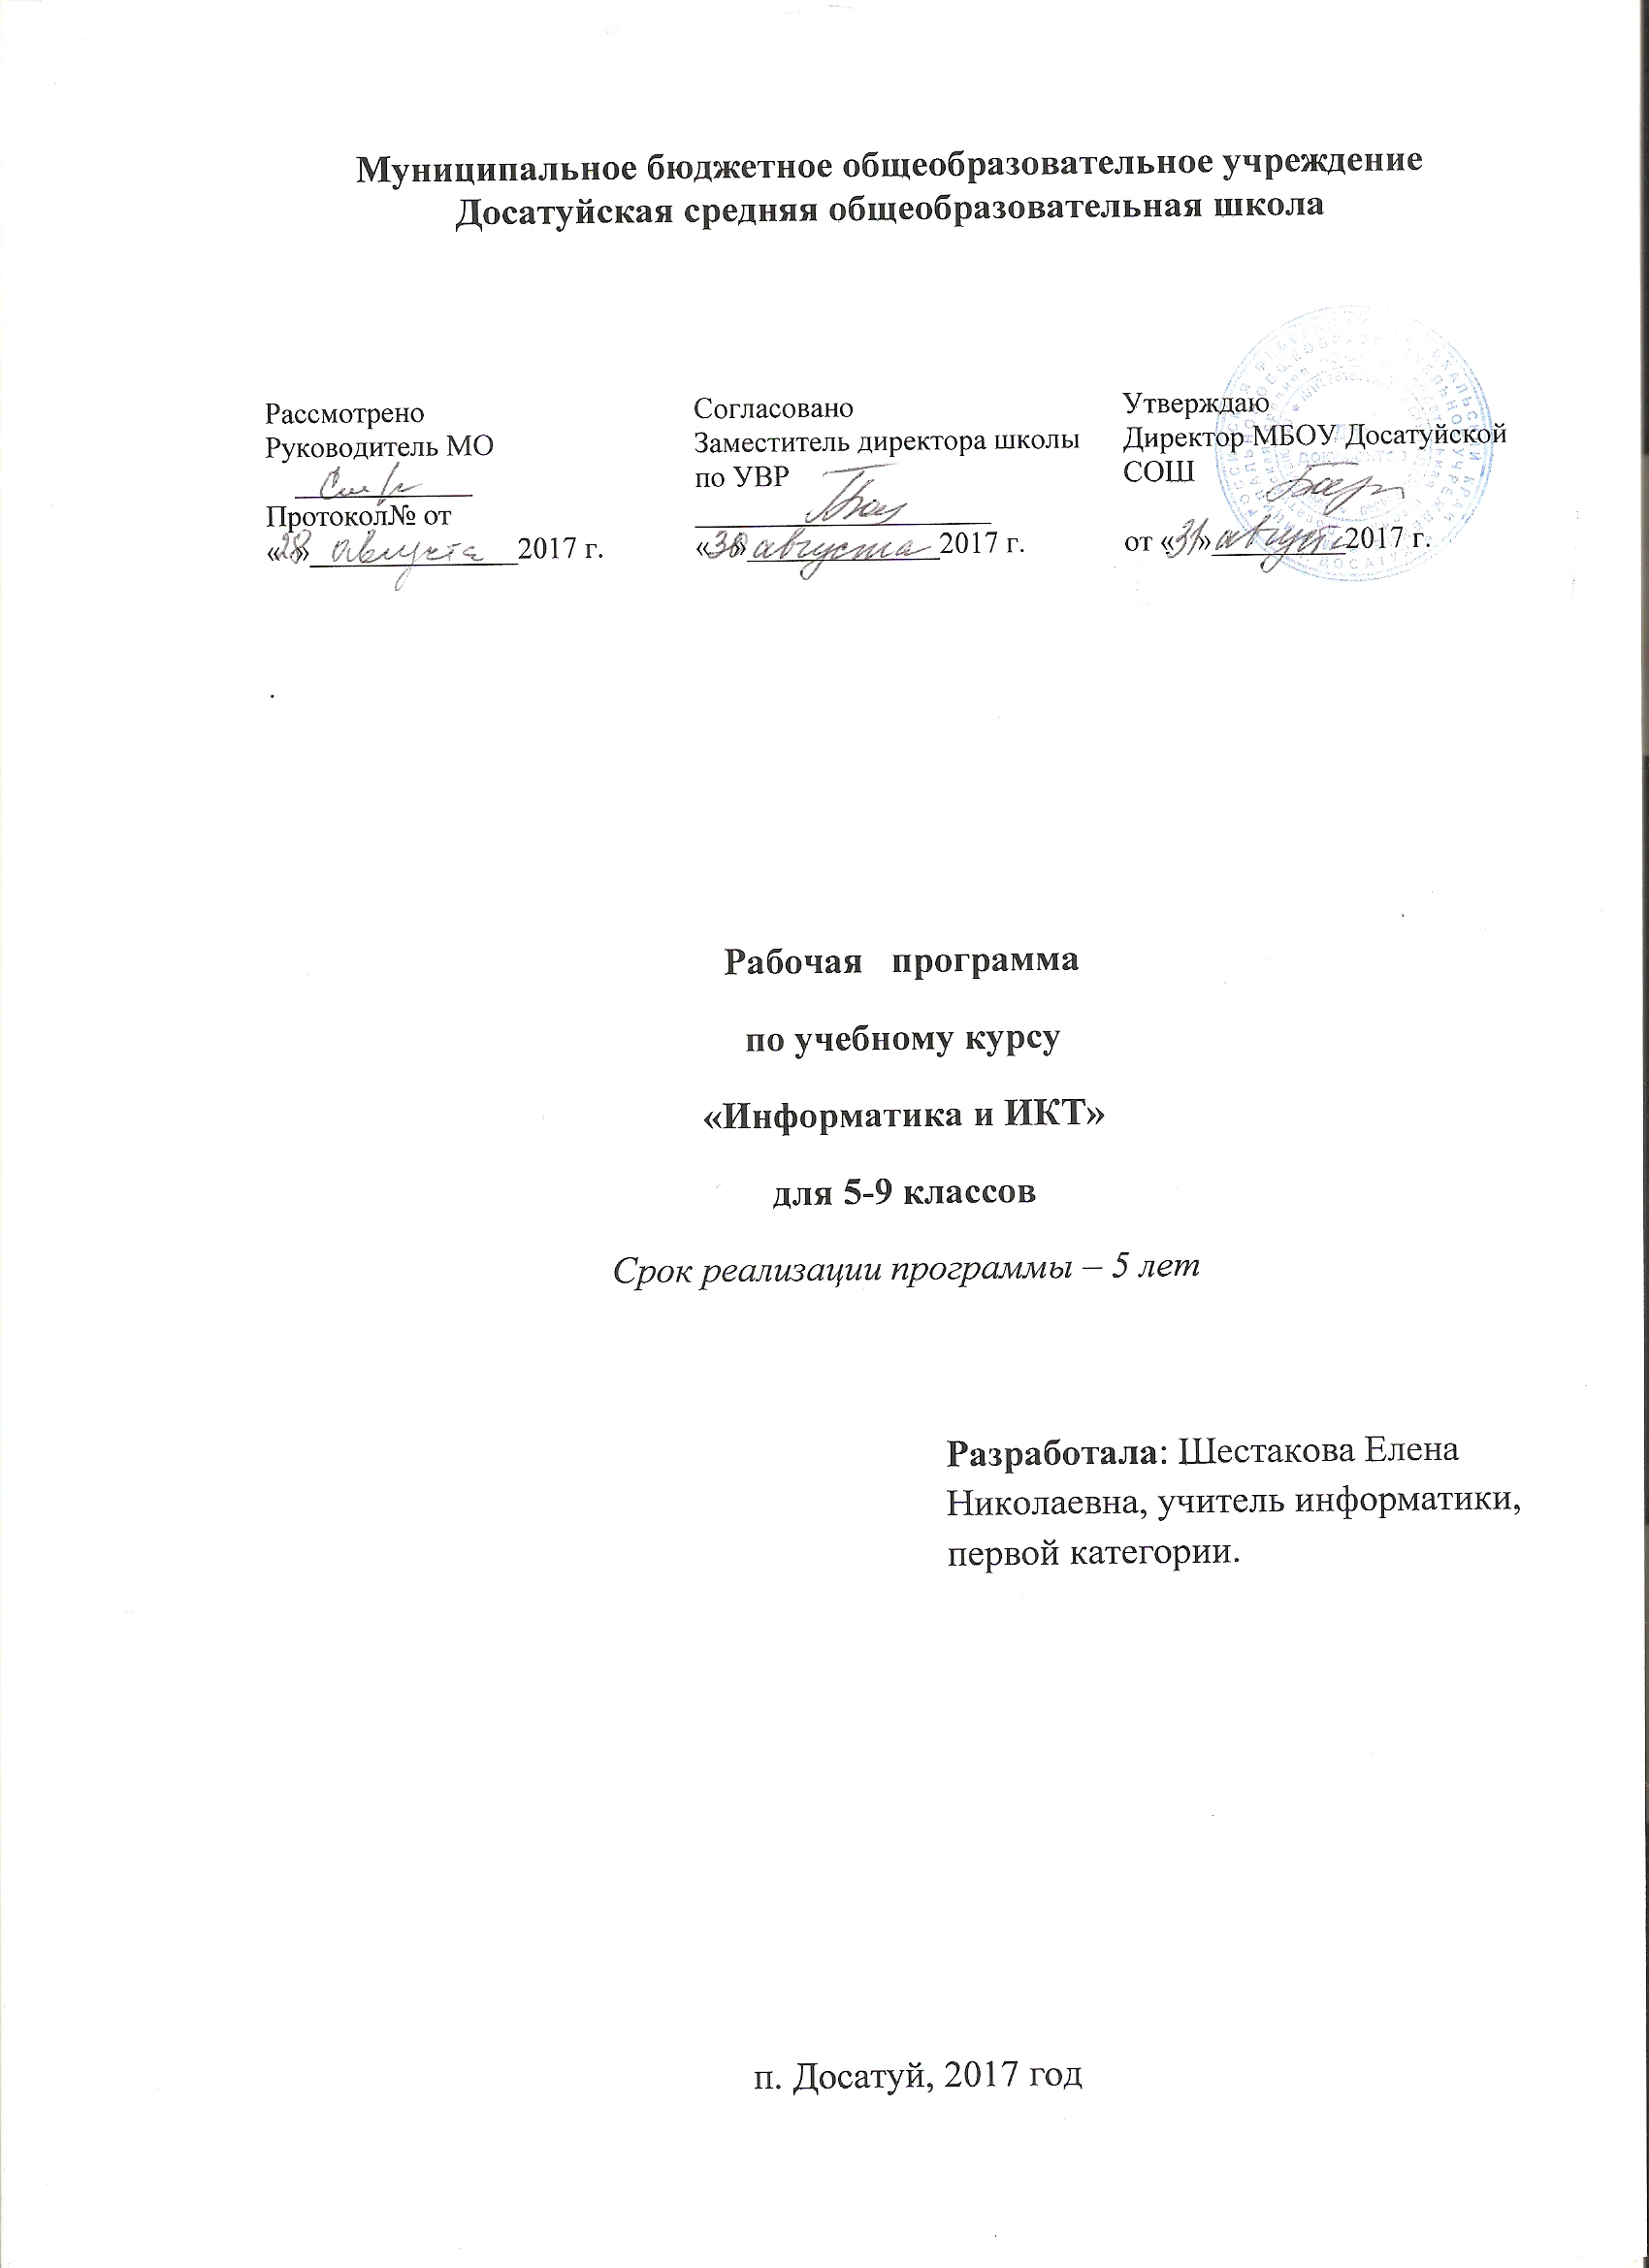 Муниципальное бюджетное общеобразовательное учреждение
Досатуйская средняя общеобразовательная школа
Рассмотрено
Руководитель МО
Протокол№ от
«28» августа 2017 г.
Согласовано
Заместитель директора школы
по УВР
«30» августа 2017 г.
Утверждаю
Директор МБОУ Досатуйской
СОШ
от «31» август 2017 г.
Рабочая программа
по учебному курсу
«Информатика и ИКТ»
для 5-9 классов
Срок реализации программы – 5 лет
Разработала: Шестакова Елена
Николаевна, учитель информатики,
первой категории.
п. Досатуй, 2017 год